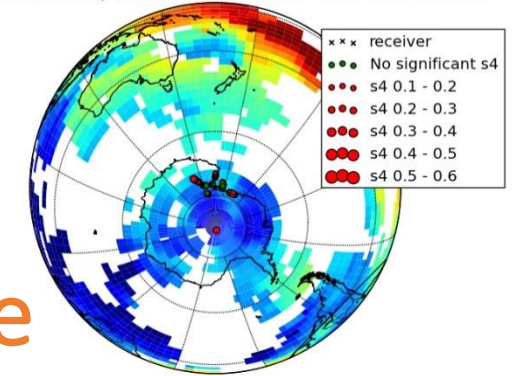 receiver
No significant s4
s4 0.1 - 0.2
s4 0.2 - 0.3
s4 0.3 - 0.4
s4 0.4 - 0.5
s4 0.5 - 0.6
e